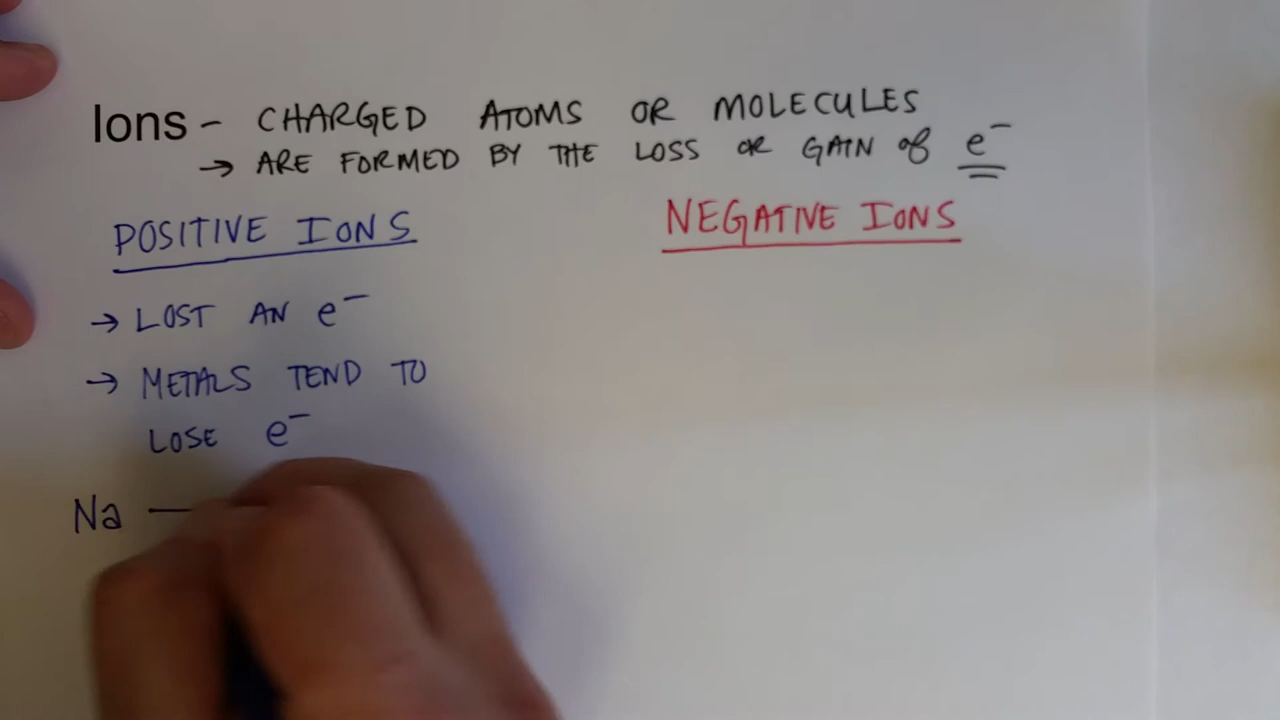 Ions - CHARGED ATOMS OR MOLECULES
→ ARE FORMED BY THE LOSS OR GAIN of e⁻
POSITIVE IONS
→ LOST AN e⁻
→ METALS TEND TO
LOSE e⁻
Na —
NEGATIVE IONS